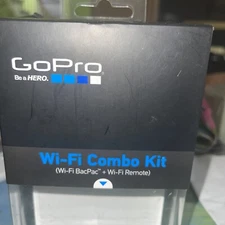 GoPro
Be a HERO.
Wi-Fi Combo Kit
(Wi-Fi BacPac™ + Wi-Fi Remote)